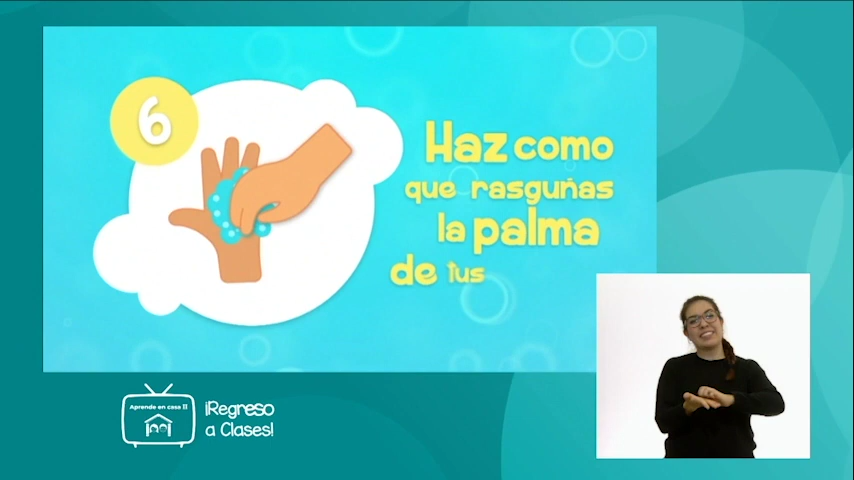 6
Haz como
que rasguñas
la palma
de tus
Aprende en casa II
¡Regreso
a Clases!